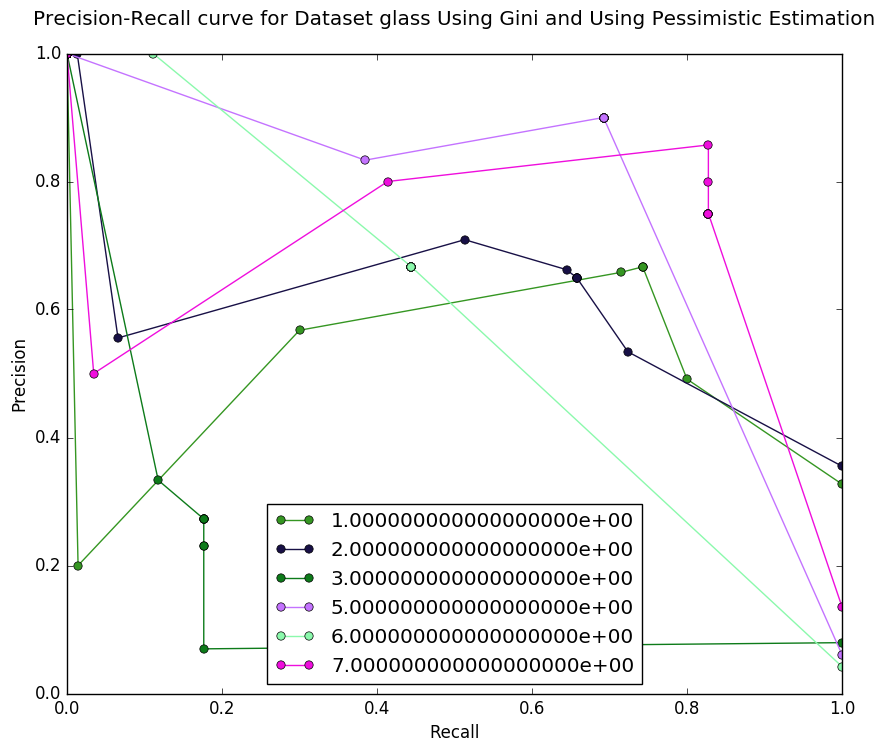 Precision-Recall curve for Dataset glass Using Gini and Using Pessimistic Estimation
1.0
0.8
0.6
0.4
0.2
0.0
Precision
1.000000000000000000e+00
2.000000000000000000e+00
3.000000000000000000e+00
5.000000000000000000e+00
6.000000000000000000e+00
7.000000000000000000e+00
0.0 0.2 0.4 0.6 0.8 1.0
Recall